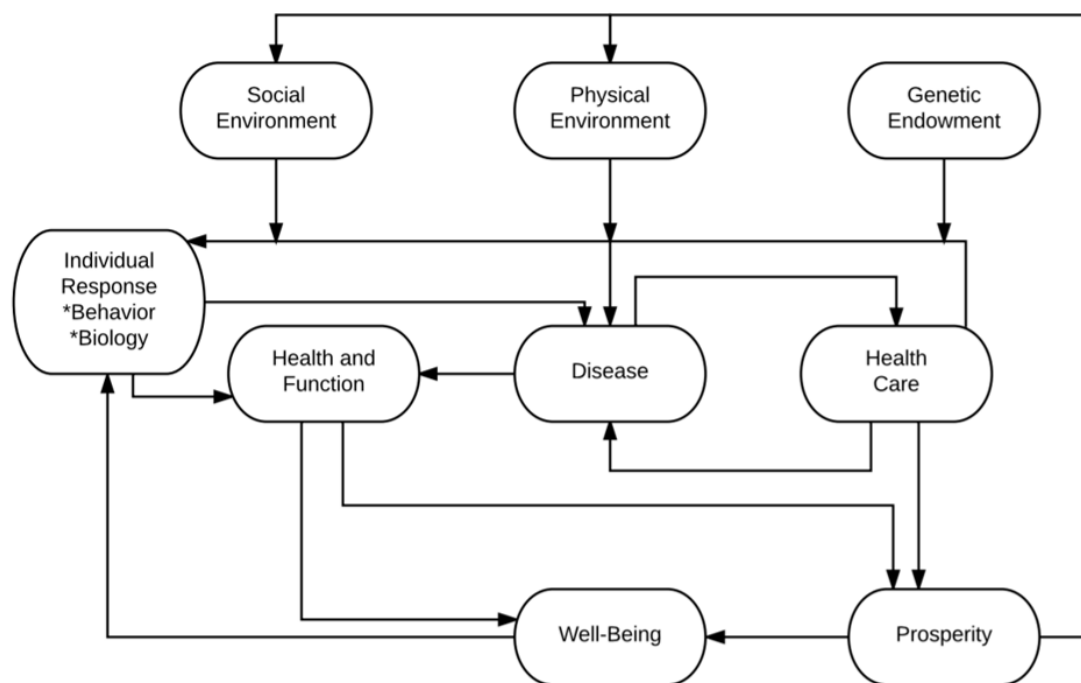 Social
Environment
Physical
Environment
Genetic
Endowment
Individual
Response
*Behavior
*Biology
Health and
Function
Disease
Health
Care
Well-Being
Prosperity